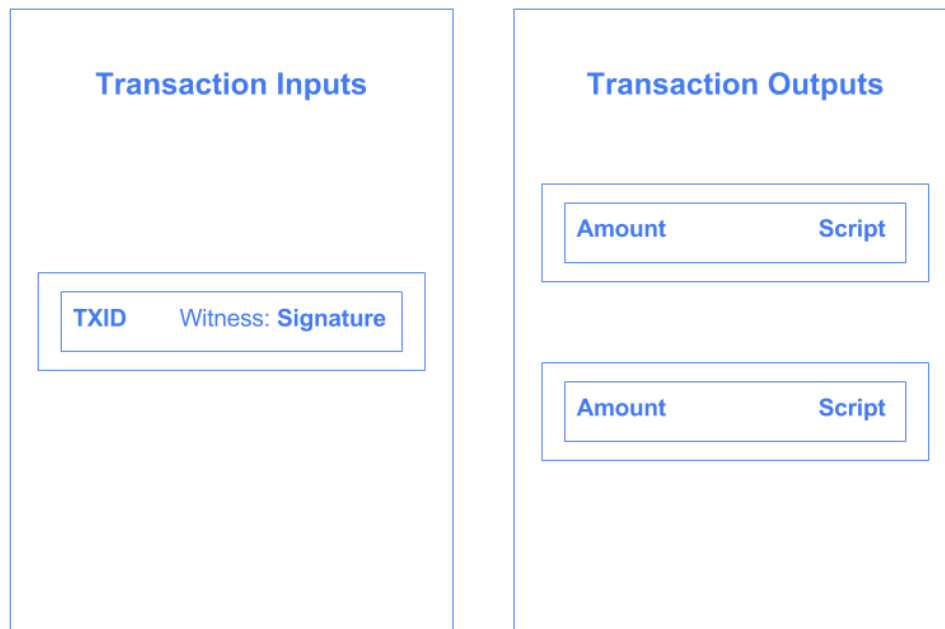 Transaction Inputs
TXID Witness: Signature
Transaction Outputs
Amount Script
Amount Script